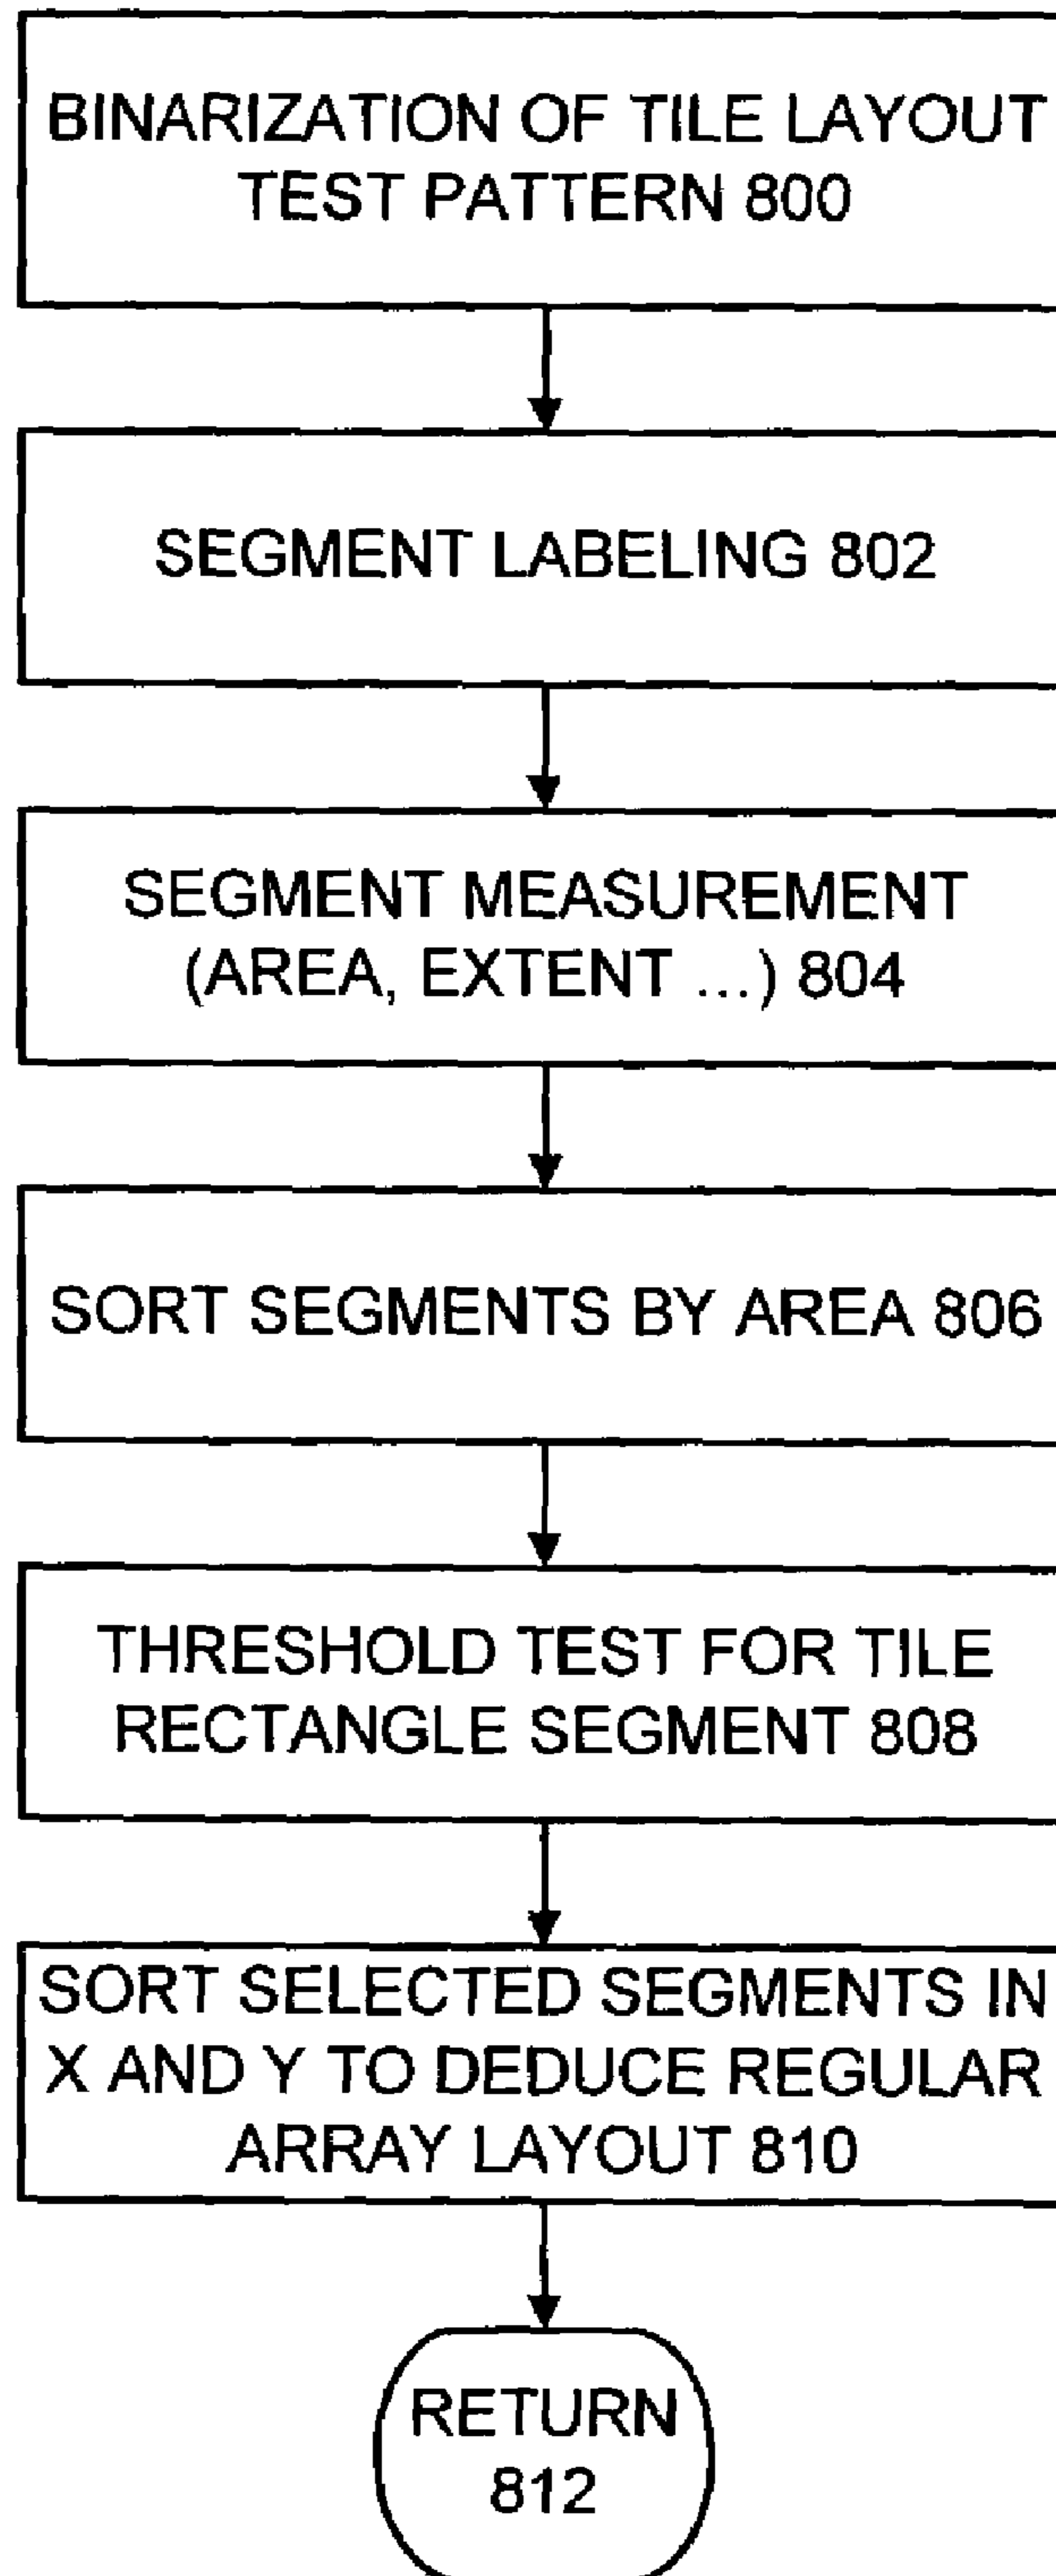 BINARIZATION OF TILE LAYOUT
TEST PATTERN 800
SEGMENT LABELING 802
SEGMENT MEASUREMENT
(AREA, EXTENT ...) 804
SORT SEGMENTS BY AREA 806
THRESHOLD TEST FOR TILE
RECTANGLE SEGMENT 808
SORT SELECTED SEGMENTS IN
X AND Y TO DEDUCE REGULAR
ARRAY LAYOUT 810
RETURN
812